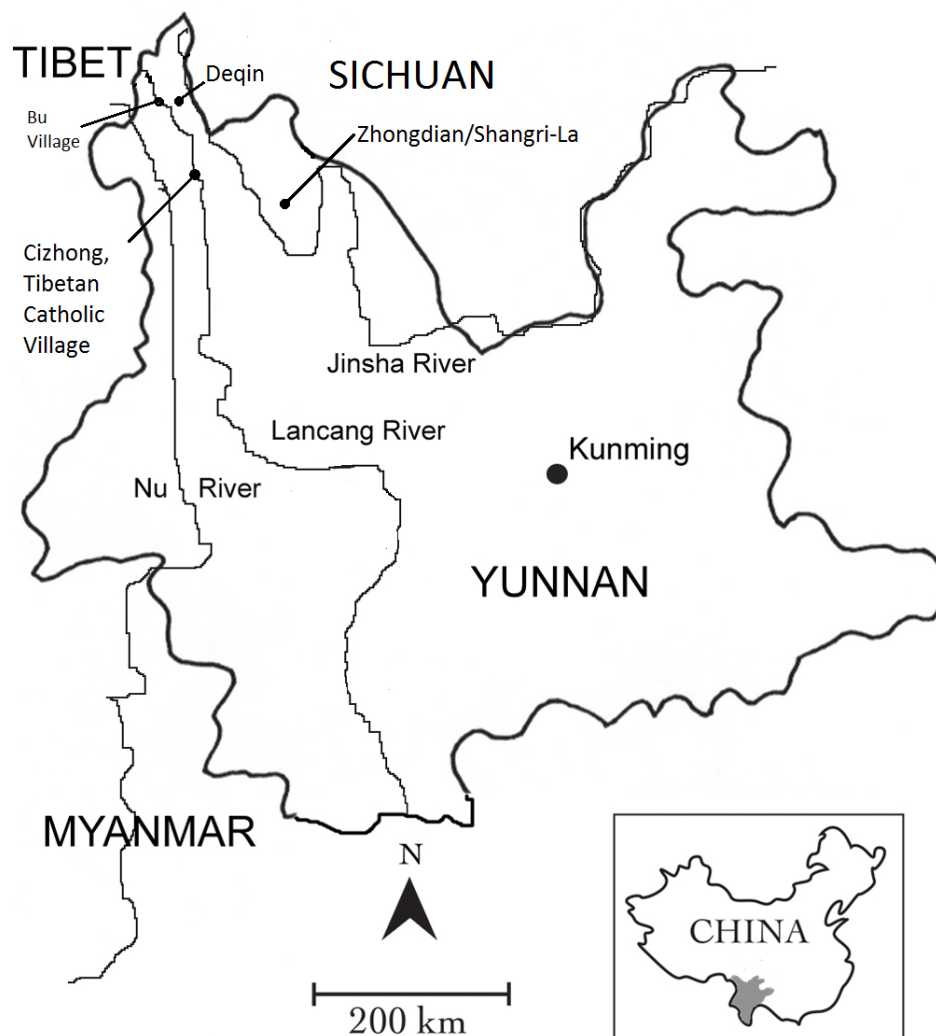 TIBET
Deqin
SICHUAN
Bu
Village
Zhongdian/Shangri-La
Cizhong,
Tibetan
Catholic
Village
Jinsha River
Lancang River
Kunming
Nu River
YUNNAN
MYANMAR
N
CHINA
200 km